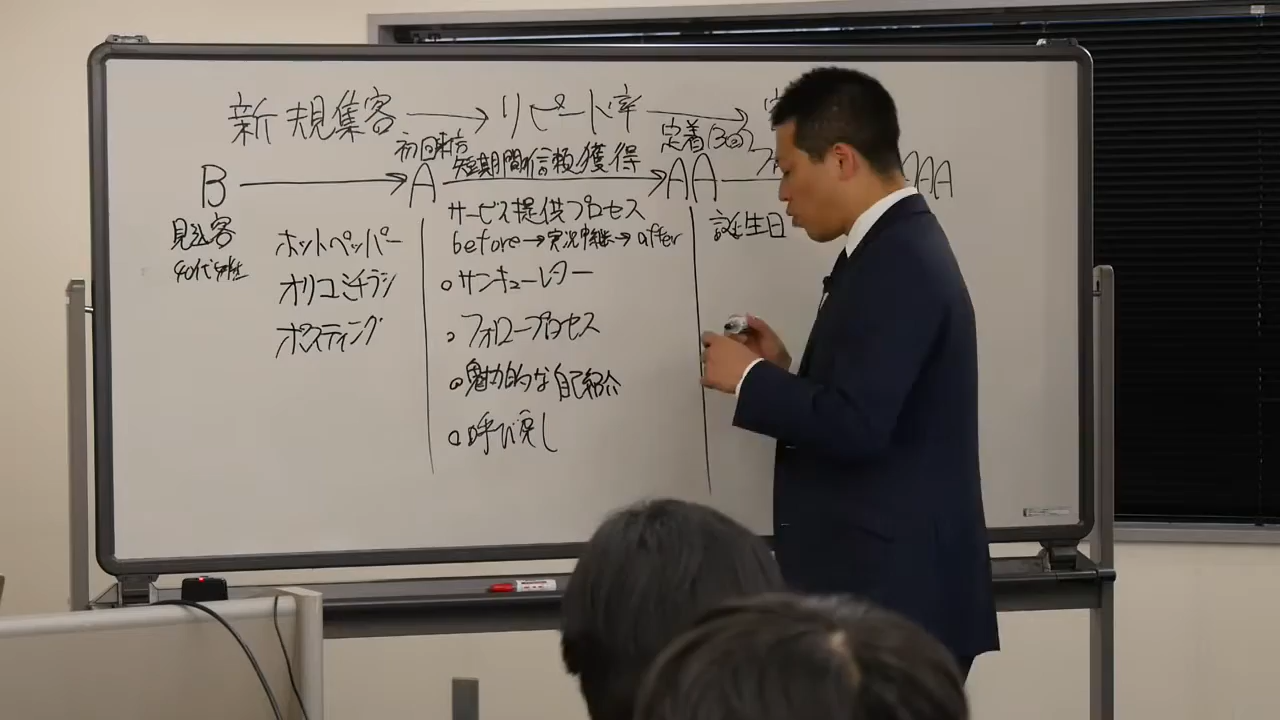 新規集客 → リピート率 →
初回来店 短期間信頼獲得 定着(3回)
B → A → AA → AAA
見込客
40代女性
ホットペッパー
オリコミチラシ
ポスティング
サービス提供プロセス
before→実況中継→after
○サンキューレター
○フォロープロセス
○魅力的な自己紹介
○呼び戻し
誕生日